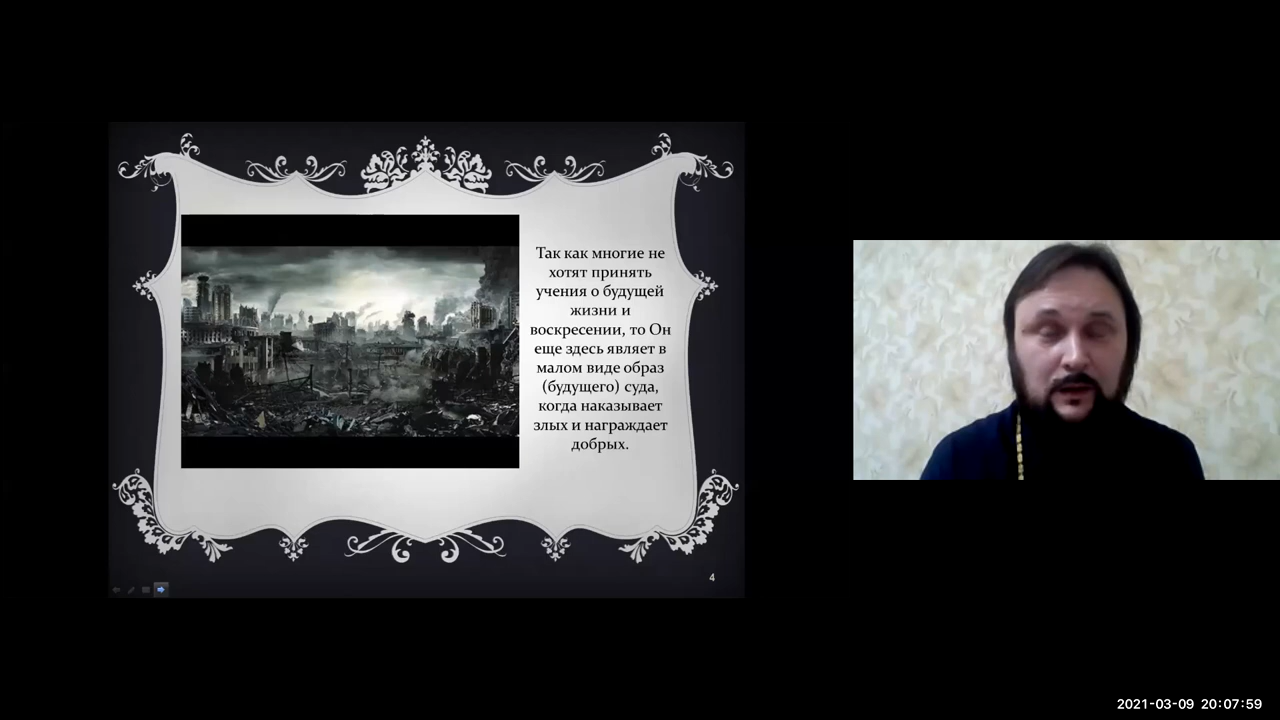 Так как многие не
хотят принять
учения о будущей
жизни и
воскресении, то Он
еще здесь являет в
малом виде образ
(будущего) суда,
когда наказывает
злых и награждает
добрых.
4
2021-03-09 20:07:59